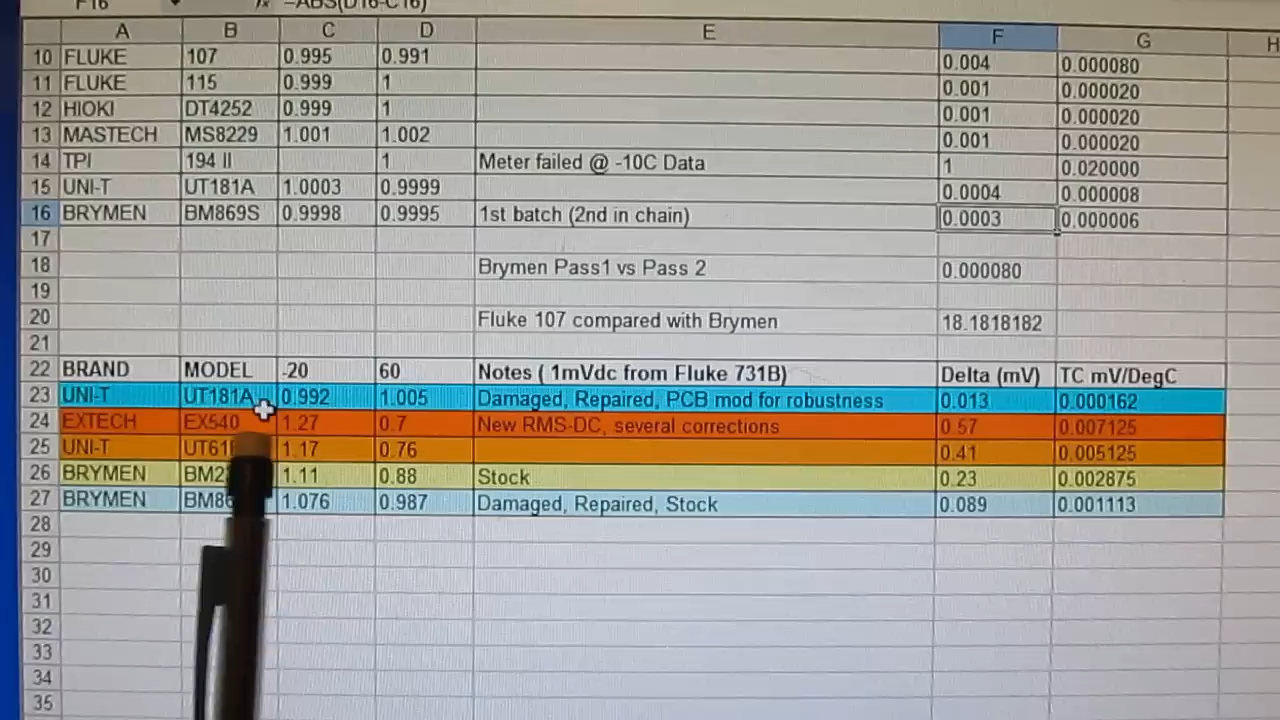 F16 =ABS(D16-C16)
A B C D E F G H
10 FLUKE 107 0.995 0.991 0.004 0.000080
11 FLUKE 115 0.999 1 0.001 0.000020
12 HIOKI DT4252 0.999 1 0.001 0.000020
13 MASTECH MS8229 1.001 1.002 0.001 0.000020
14 TPI 194 II 1 Meter failed @ -10C Data 1 0.020000
15 UNI-T UT181A 1.0003 0.9999 0.0004 0.000008
16 BRYMEN BM869S 0.9998 0.9995 1st batch (2nd in chain) 0.0003 0.000006
17
18 Brymen Pass1 vs Pass 2 0.000080
19
20 Fluke 107 compared with Brymen 18.1818182
21
22 BRAND MODEL -20 60 Notes ( 1mVdc from Fluke 731B) Delta (mV) TC mV/DegC
23 UNI-T UT181A 0.992 1.005 Damaged, Repaired, PCB mod for robustness 0.013 0.000162
24 EXTECH EX540 1.27 0.7 New RMS-DC, several corrections 0.57 0.007125
25 UNI-T 1.17 0.76 0.41 0.005125
26 BRYMEN 1.11 0.88 Stock 0.23 0.002875
27 BRYMEN 1.076 0.987 Damaged, Repaired, Stock 0.089 0.001113
28
29
30
31
32
33
34
35